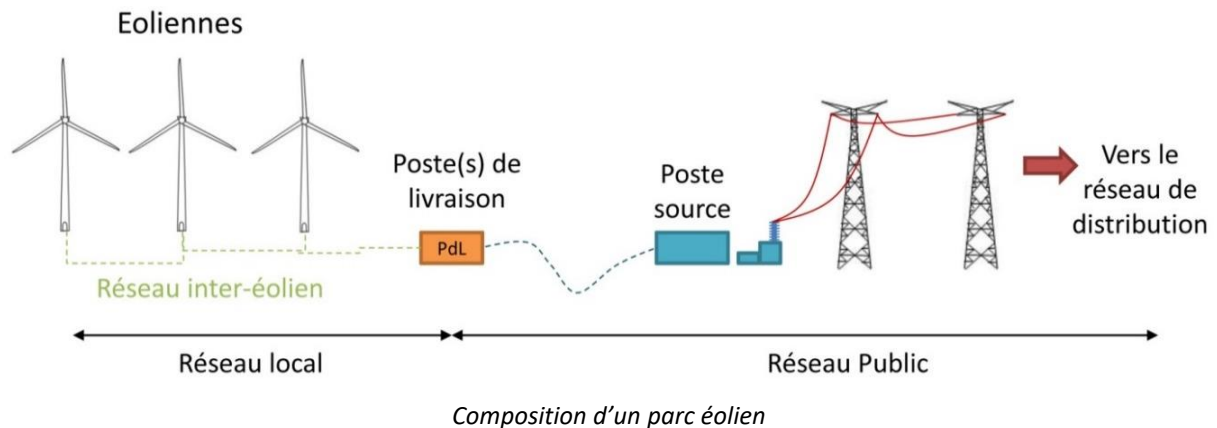 Eoliennes
Poste(s) de
livraison
PdL
Poste
source
Vers le
réseau de
distribution
Réseau inter-éolien
Réseau local
Réseau Public
Composition d’un parc éolien